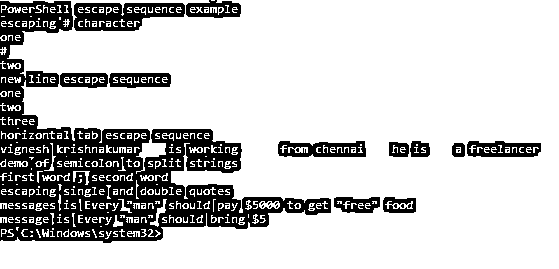 PowerShell escape sequence example
escaping # character
one
#
two
new line escape sequence
one
two
three
horizontal tab escape sequence
vignesh krishnakumar    is working      from chennai    he is    a freelancer
demo of semicolon to split strings
first word ; second word
escaping single and double quotes
messages is Every "man" should pay $5000 to get "free" food
message is Every "man" should bring $5
PS C:\Windows\system32>